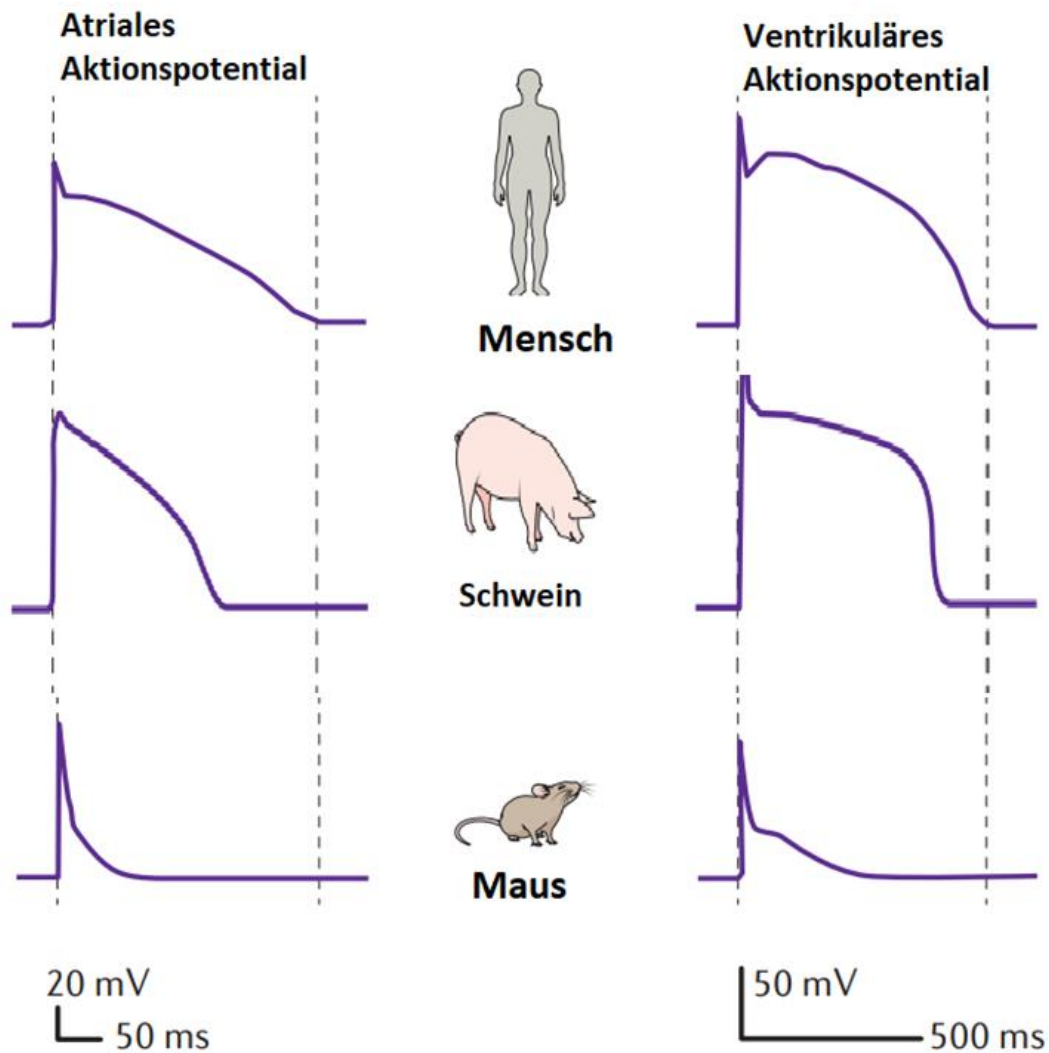 Atriales
Aktionspotential
Ventrikuläres
Aktionspotential
Mensch
Schwein
Maus
20 mV
50 ms
50 mV
500 ms